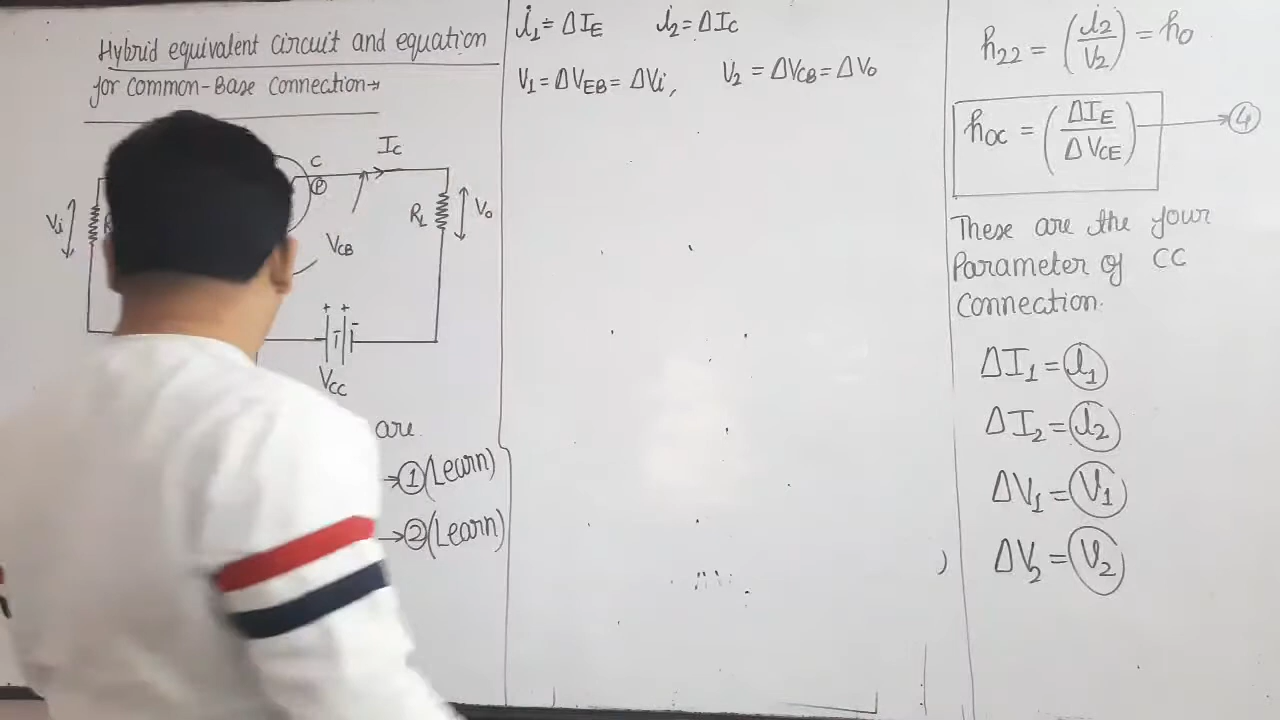 Hybrid equivalent circuit and equation
for Common-Base Connection→
Vi
C
P
IC
RL
Vo
VCB
+ +
- -
VCC
are
→①(Learn)
→②(Learn)
i1 = ΔIE i2 = ΔIC
V1 = ΔVEB = ΔVi, V2 = ΔVCB = ΔVo
h22 = (i2/V2) = ho
hoc = (ΔIE/ΔVCE) → ④
These are the four
Parameter of CC
Connection.
ΔI1 = i1
ΔI2 = i2
ΔV1 = V1
ΔV2 = V2